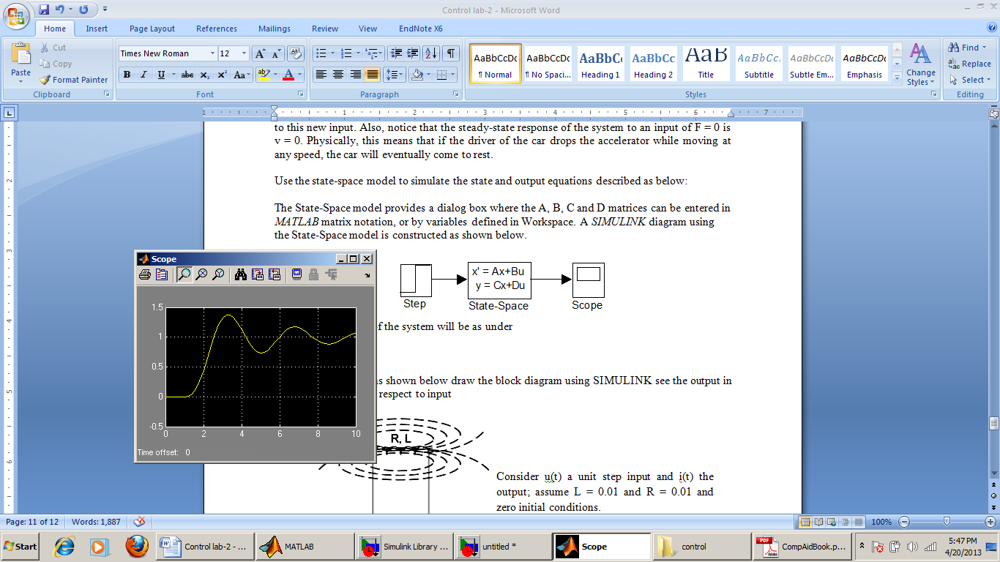 Control lab-2 - Microsoft Word
Home Insert Page Layout References Mailings Review View EndNote X6
Paste
Cut
Copy
Format Painter
Clipboard
Times New Roman 12
Font
Paragraph
AaBbCcDc AaBbCcDc AaBbC AaBbCc AaB AaBbCc. AaBbCcDc AaBbCcDc
¶ Normal ¶ No Spaci... Heading 1 Heading 2 Title Subtitle Subtle Em... Emphasis
Change Styles
Styles
Find
Replace
Select
Editing
to this new input. Also, notice that the steady-state response of the system to an input of F = 0 is
v = 0. Physically, this means that if the driver of the car drops the accelerator while moving at
any speed, the car will eventually come to rest.
Use the state-space model to simulate the state and output equations described as below:
The State-Space model provides a dialog box where the A, B, C and D matrices can be entered in
MATLAB matrix notation, or by variables defined in Workspace. A SIMULINK diagram using
the State-Space model is constructed as shown below.
Step
x' = Ax+Bu
y = Cx+Du
State-Space
Scope
f the system will be as under
s shown below draw the block diagram using SIMULINK see the output in
respect to input
R, L
Consider u(t) a unit step input and i(t) the
output; assume L = 0.01 and R = 0.01 and
zero initial conditions.
Scope
1.5
1
0.5
0
-0.5
0 2 4 6 8 10
Time offset: 0
Page: 11 of 12 Words: 1,887 100%
Start Control lab-2 - ... MATLAB Simulink Library ... untitled * Scope control CompAidBook.p...
5:47 PM
4/20/2013